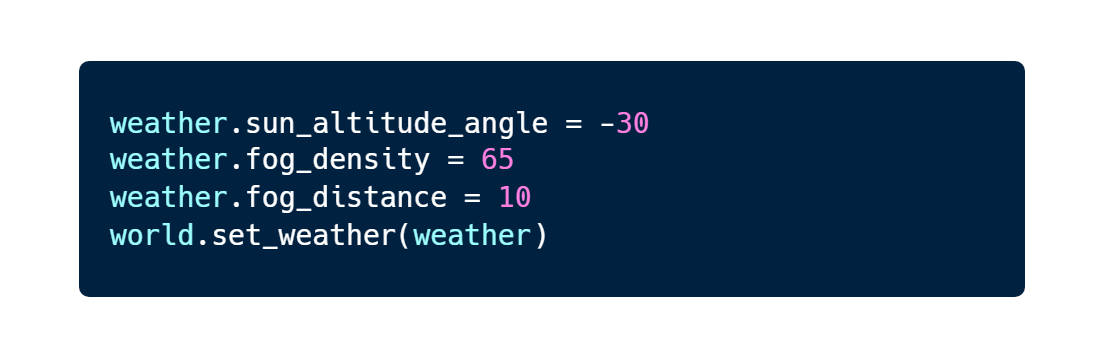 weather.sun_altitude_angle = -30
weather.fog_density = 65
weather.fog_distance = 10
world.set_weather(weather)